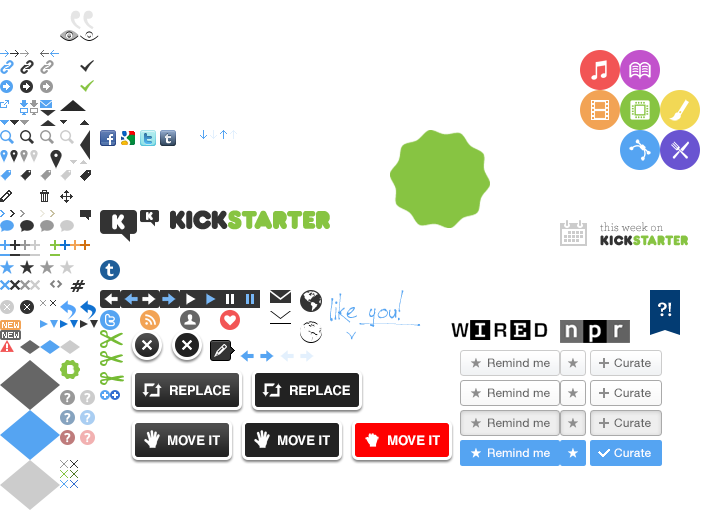 K
K
KICKSTARTER
this week on
KICKSTARTER
like you!
?!
WIRED
npr
NEW
NEW
Remind me
Curate
Remind me
Curate
REPLACE
REPLACE
Remind me
Curate
MOVE IT
MOVE IT
MOVE IT
Remind me
Curate